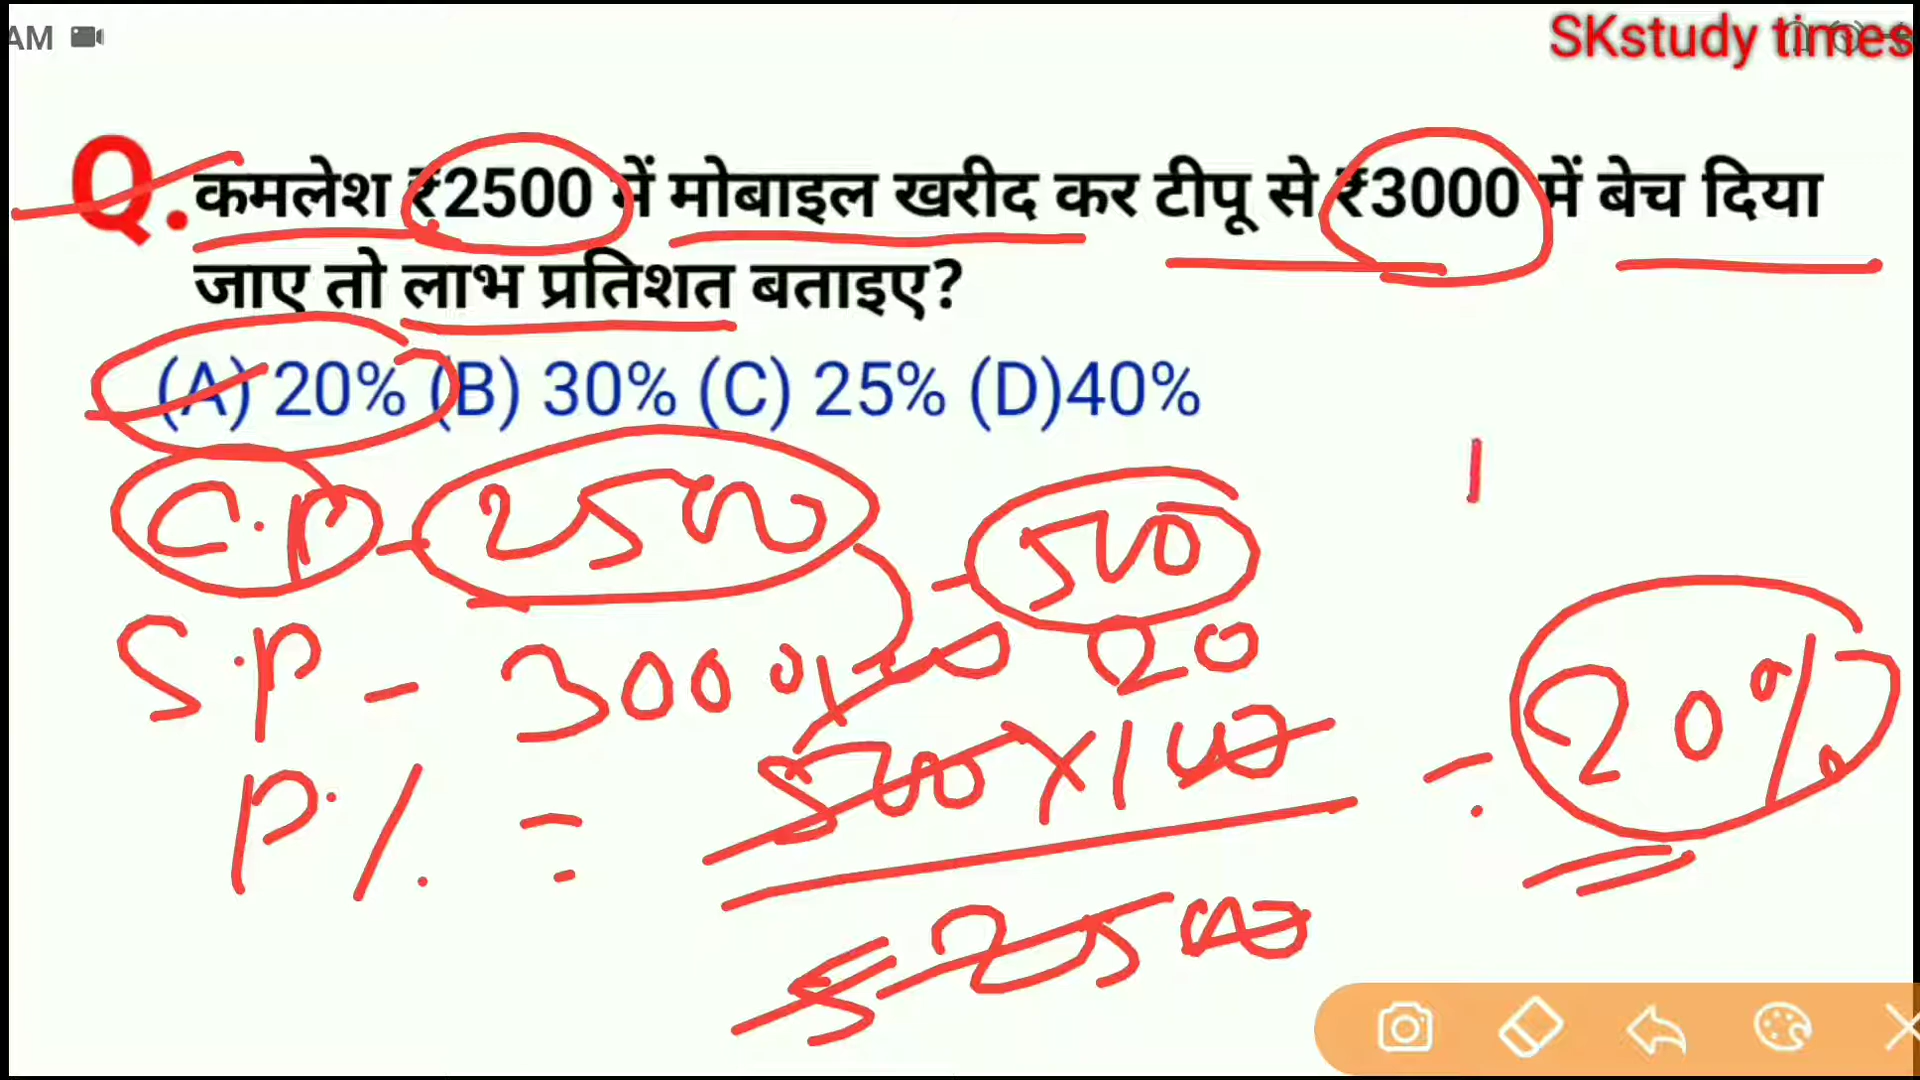 AM
SKstudy times
Q. कमलेश ₹2500 में मोबाइल खरीद कर टीपू से ₹3000 में बेच दिया
जाए तो लाभ प्रतिशत बताइए?
(A) 20% (B) 30% (C) 25% (D)40%
C.P - 2500 - 500
S.P - 3000
20
P.%. = 500 X 100 = 20%
2500
5